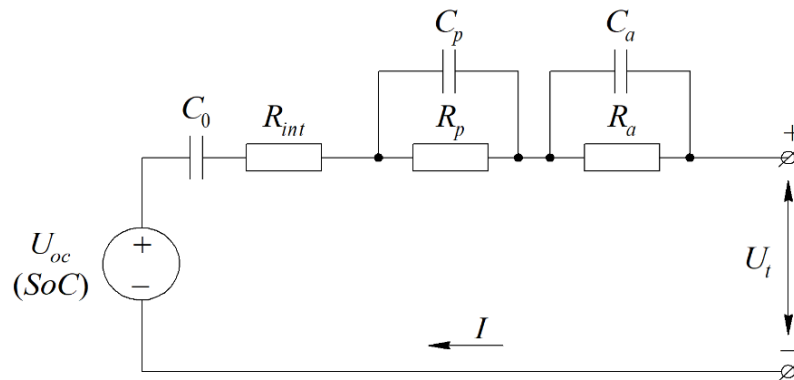 C_p C_a
C_0 R_int R_p R_a
+
U_oc + U_t
(SoC) −
I −